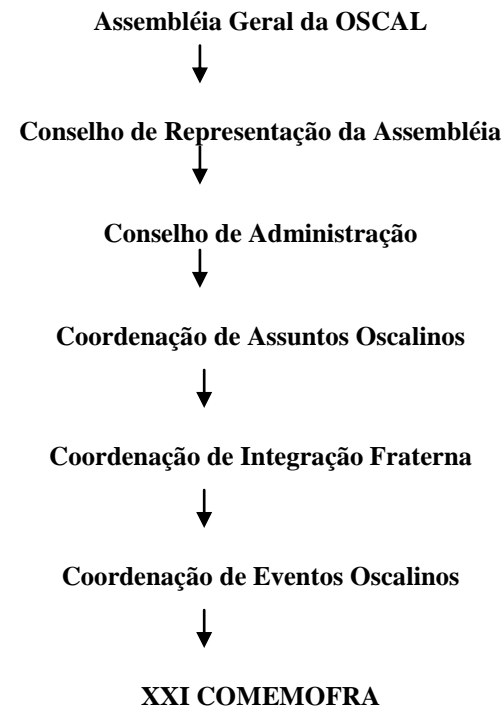 Assembléia Geral da OSCAL
Conselho de Representação da Assembléia
Conselho de Administração
Coordenação de Assuntos Oscalinos
Coordenação de Integração Fraterna
Coordenação de Eventos Oscalinos
XXI COMEMOFRA